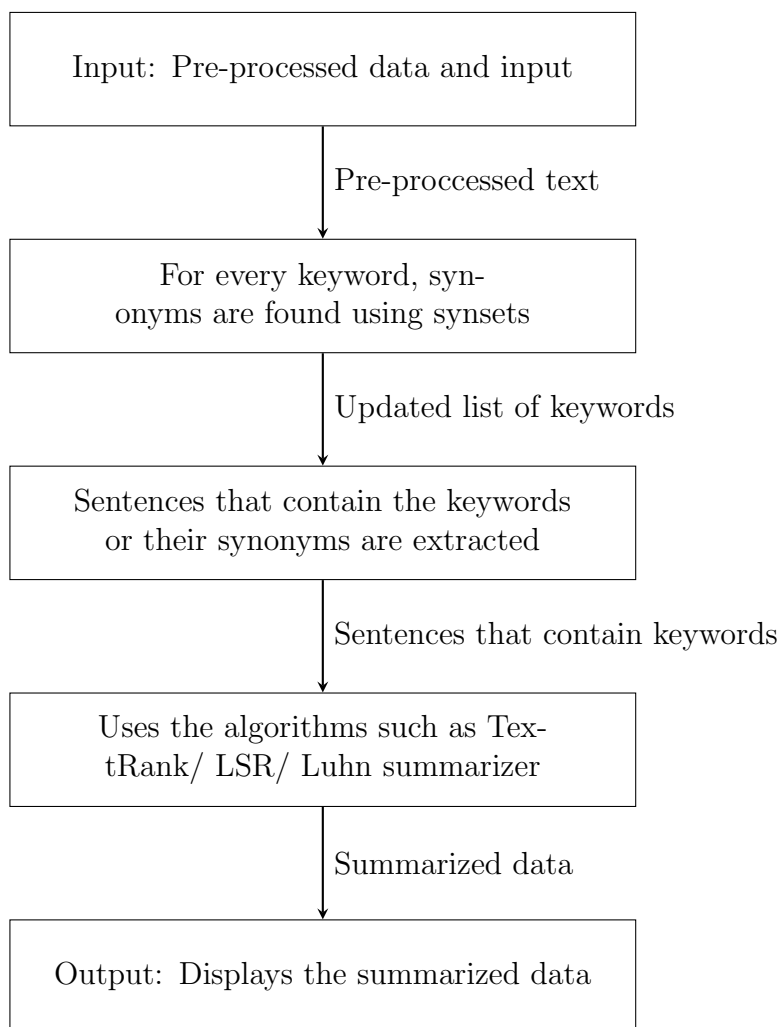 Input: Pre-processed data and input
Pre-proccessed text
For every keyword, syn-
onyms are found using synsets
Updated list of keywords
Sentences that contain the keywords
or their synonyms are extracted
Sentences that contain keywords
Uses the algorithms such as Tex-
tRank/ LSR/ Luhn summarizer
Summarized data
Output: Displays the summarized data